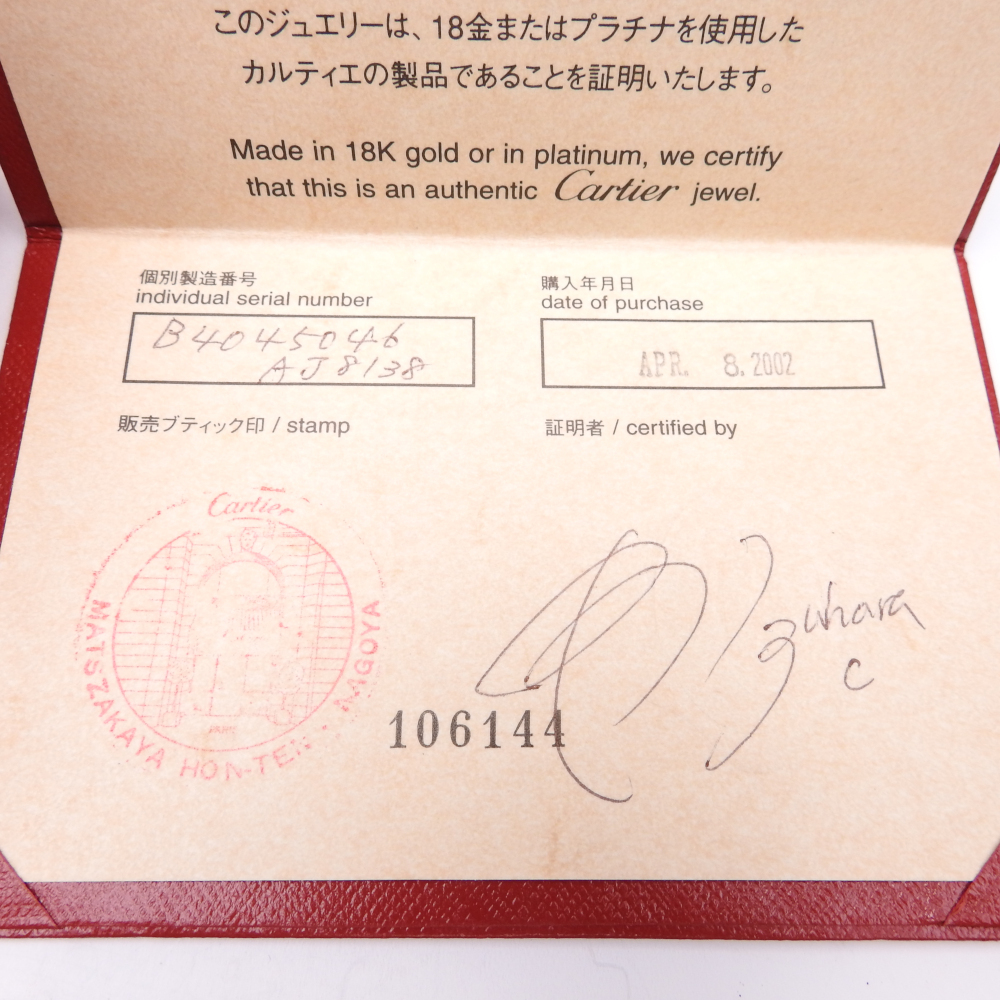 このジュエリーは、18金またはプラチナを使用した
カルティエの製品であることを証明いたします。
Made in 18K gold or in platinum, we certify
that this is an authentic Cartier jewel.
個別製造番号
individual serial number
B4045046
AJ8138
購入年月日
date of purchase
APR. 8. 2002
販売ブティック印 / stamp
証明者 / certified by
Cartier
PARIS
MATSZAKAYA HON-TEN · NAGOYA
106144